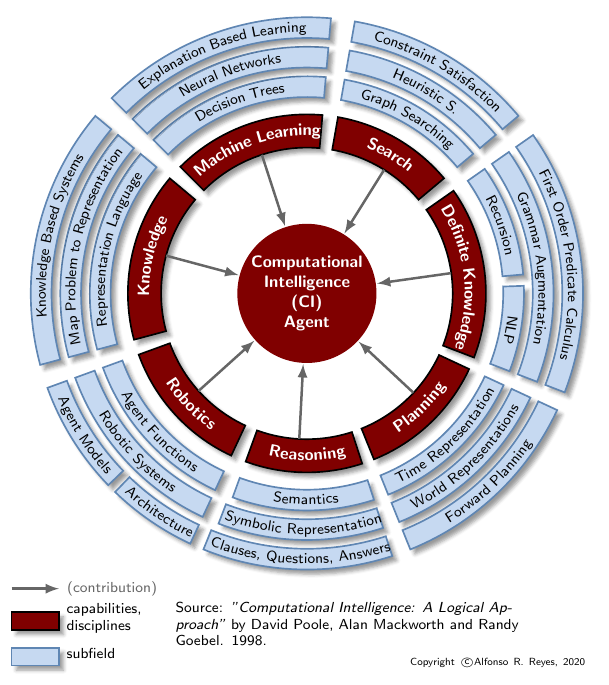 Explanation Based Learning
Neural Networks
Decision Trees
Machine Learning
Constraint Satisfaction
Heuristic S.
Graph Searching
Search
First Order Predicate Calculus
Grammar Augmentation
Recursion
NLP
Definite Knowledge
Knowledge Based Systems
Map Problem to Representation
Representation Language
Knowledge
Computational
Intelligence
(CI)
Agent
Robotics
Agent Functions
Robotic Systems
Agent Models
Architecture
Reasoning
Semantics
Symbolic Representation
Clauses, Questions, Answers
Planning
Time Representation
World Representations
Forward Planning
(contribution)
capabilities,
disciplines
subfield
Source: "Computational Intelligence: A Logical Ap-
proach" by David Poole, Alan Mackworth and Randy
Goebel. 1998.
Copyright ©Alfonso R. Reyes, 2020